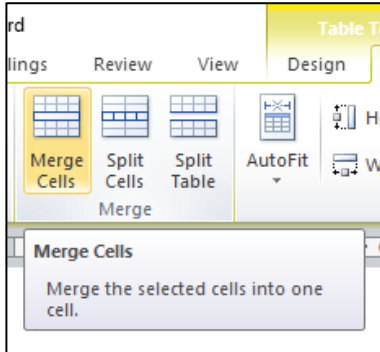 rd
Table T
lings Review View Design
Merge Cells
Split Cells
Split Table
AutoFit
H
W
Merge
Merge Cells
Merge the selected cells into one
cell.